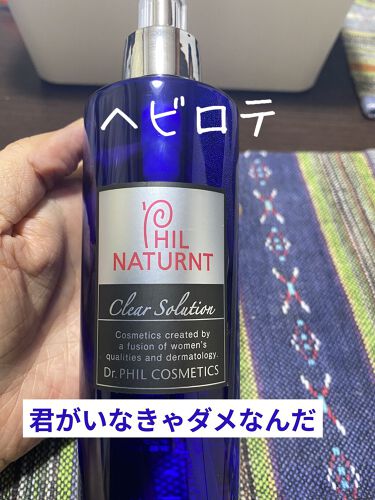 ヘビロテ
PHIL
NATURNT
Clear Solution
Cosmetics created by
a fusion of women's
qualities and dermatology.
Dr. PHIL COSMETICS
君がいなきゃダメなんだ